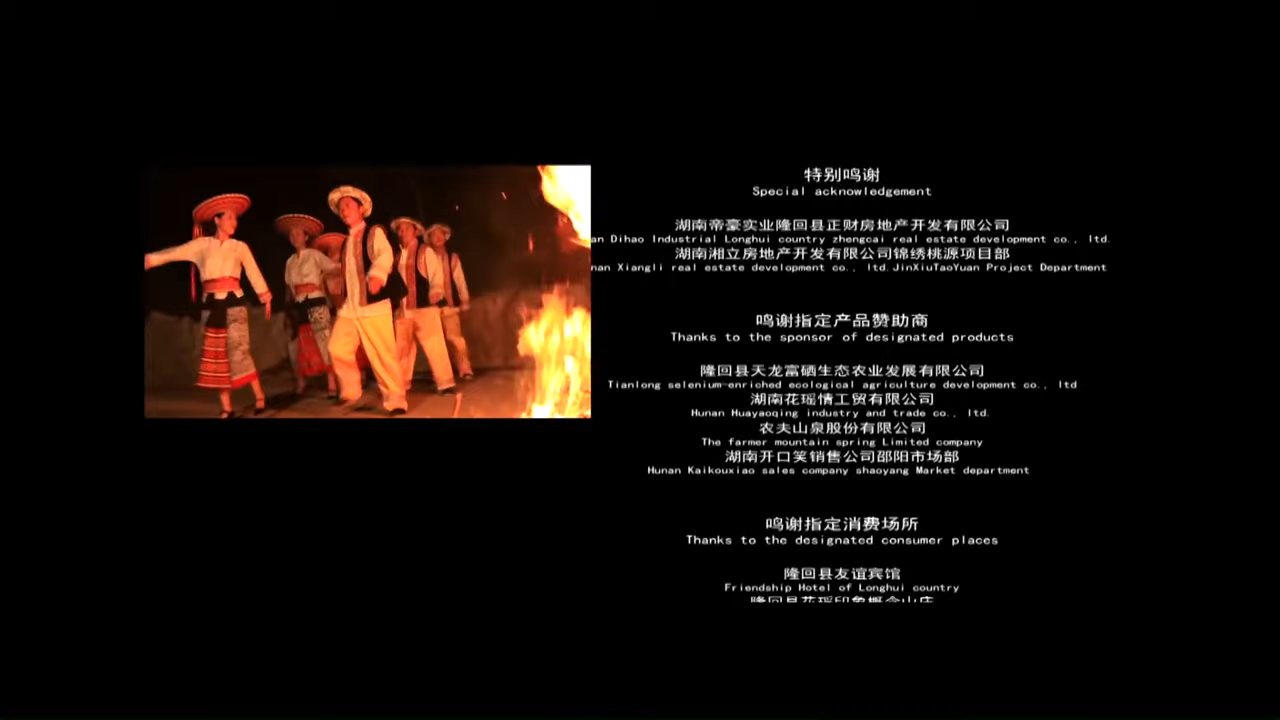 特别鸣谢
Special acknowledgement
湖南帝豪实业隆回县正财房地产开发有限公司
Dihao Industrial Longhui country zhengcai real estate development co., ltd.
湖南湘立房地产开发有限公司锦绣桃源项目部
Xiangli real estate development co., ltd.JinXiuTaoYuan Project Department
鸣谢指定产品赞助商
Thanks to the sponsor of designated products
隆回县天龙富硒生态农业发展有限公司
Tianlong selenium-enriched ecological agriculture development co., ltd
湖南花瑶情工贸有限公司
Hunan Huayaoqing industry and trade co., ltd.
农夫山泉股份有限公司
The farmer mountain spring Limited company
湖南开口笑销售公司邵阳市场部
Hunan Kaikouxiao sales company shaoyang Market department
鸣谢指定消费场所
Thanks to the designated consumer places
隆回县友谊宾馆
Friendship Hotel of Longhui country